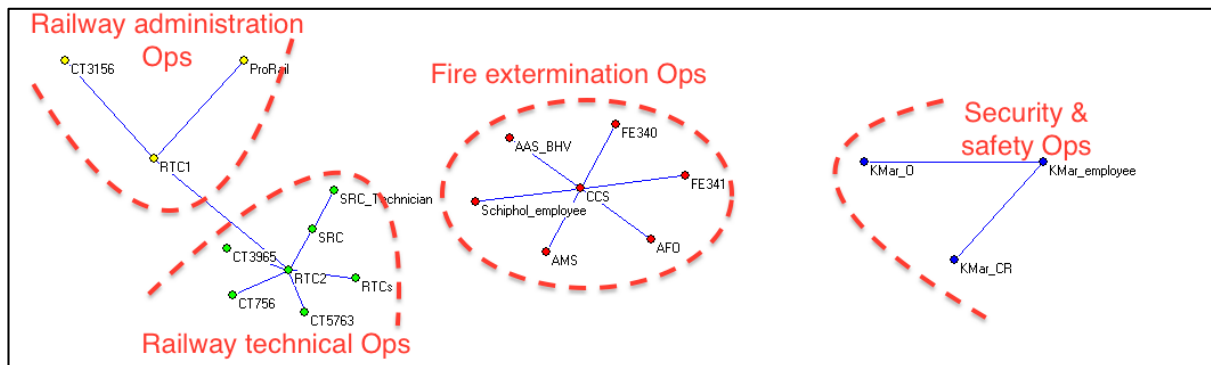 Railway administration
Ops
CT3156
ProRail
RTC1
SRC_Technician
SRC
CT3965
RTC2
RTCs
CT756
CT5763
Railway technical Ops
Fire extermination Ops
FE340
AAS_BHV
FE341
CCS
Schiphol_employee
AFO
AMS
Security &
safety Ops
KMar_O
KMar_employee
KMar_CR